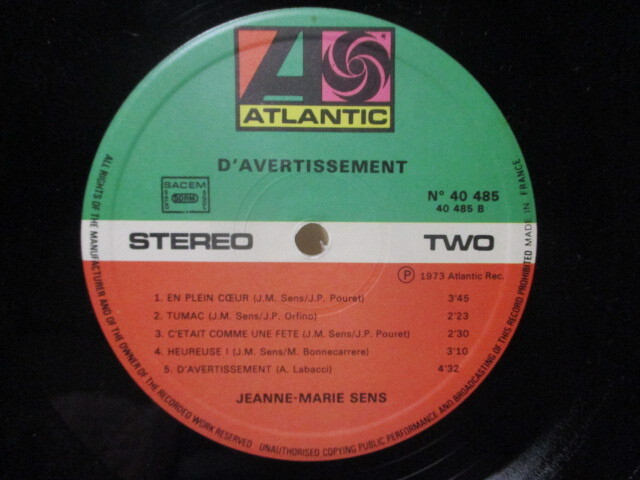 ATLANTIC
D'AVERTISSEMENT
SACEM
SDRM
N° 40 485
40 485 B
STEREO
TWO
℗ 1973 Atlantic Rec.
1. EN PLEIN CŒUR (J.M. Sens/J.P. Pouret) 3'45
2. TUMAC (J.M. Sens/J.P. Orfino) 2'23
3. C'ETAIT COMME UNE FETE (J.M. Sens/J.P. Pouret) 2'30
4. HEUREUSE ! (J.M. Sens/M. Bonnecarrere) 3'10
5. D'AVERTISSEMENT (A. Labacci) 4'32
JEANNE-MARIE SENS
ALL RIGHTS OF THE MANUFACTURER AND OF THE OWNER OF THE RECORDED WORK RESERVED UNAUTHORISED COPYING PUBLIC PERFORMANCE AND BROADCASTING OF THIS RECORD PROHIBITED MADE IN FRANCE